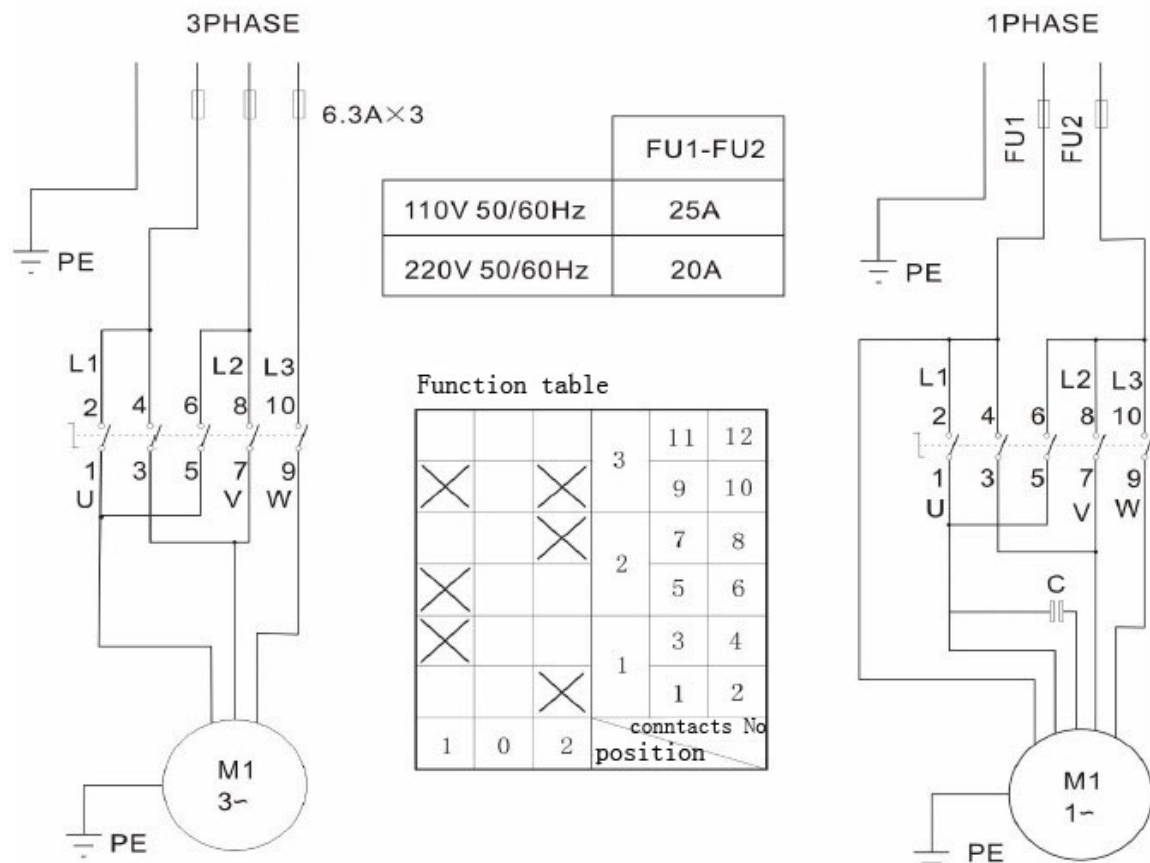 3PHASE
6.3A×3
PE
L1 L2 L3
2 4 6 8 10
1 3 5 7 9
U V W
M1
3~
PE
FU1-FU2
110V 50/60Hz 25A
220V 50/60Hz 20A
Function table
3 11 12
9 10
2 7 8
5 6
1 3 4
1 2
conntacts No
1 0 2 position
1PHASE
FU1 FU2
PE
L1 L2 L3
2 4 6 8 10
1 3 5 7 9
U V W
C
M1
1~
PE